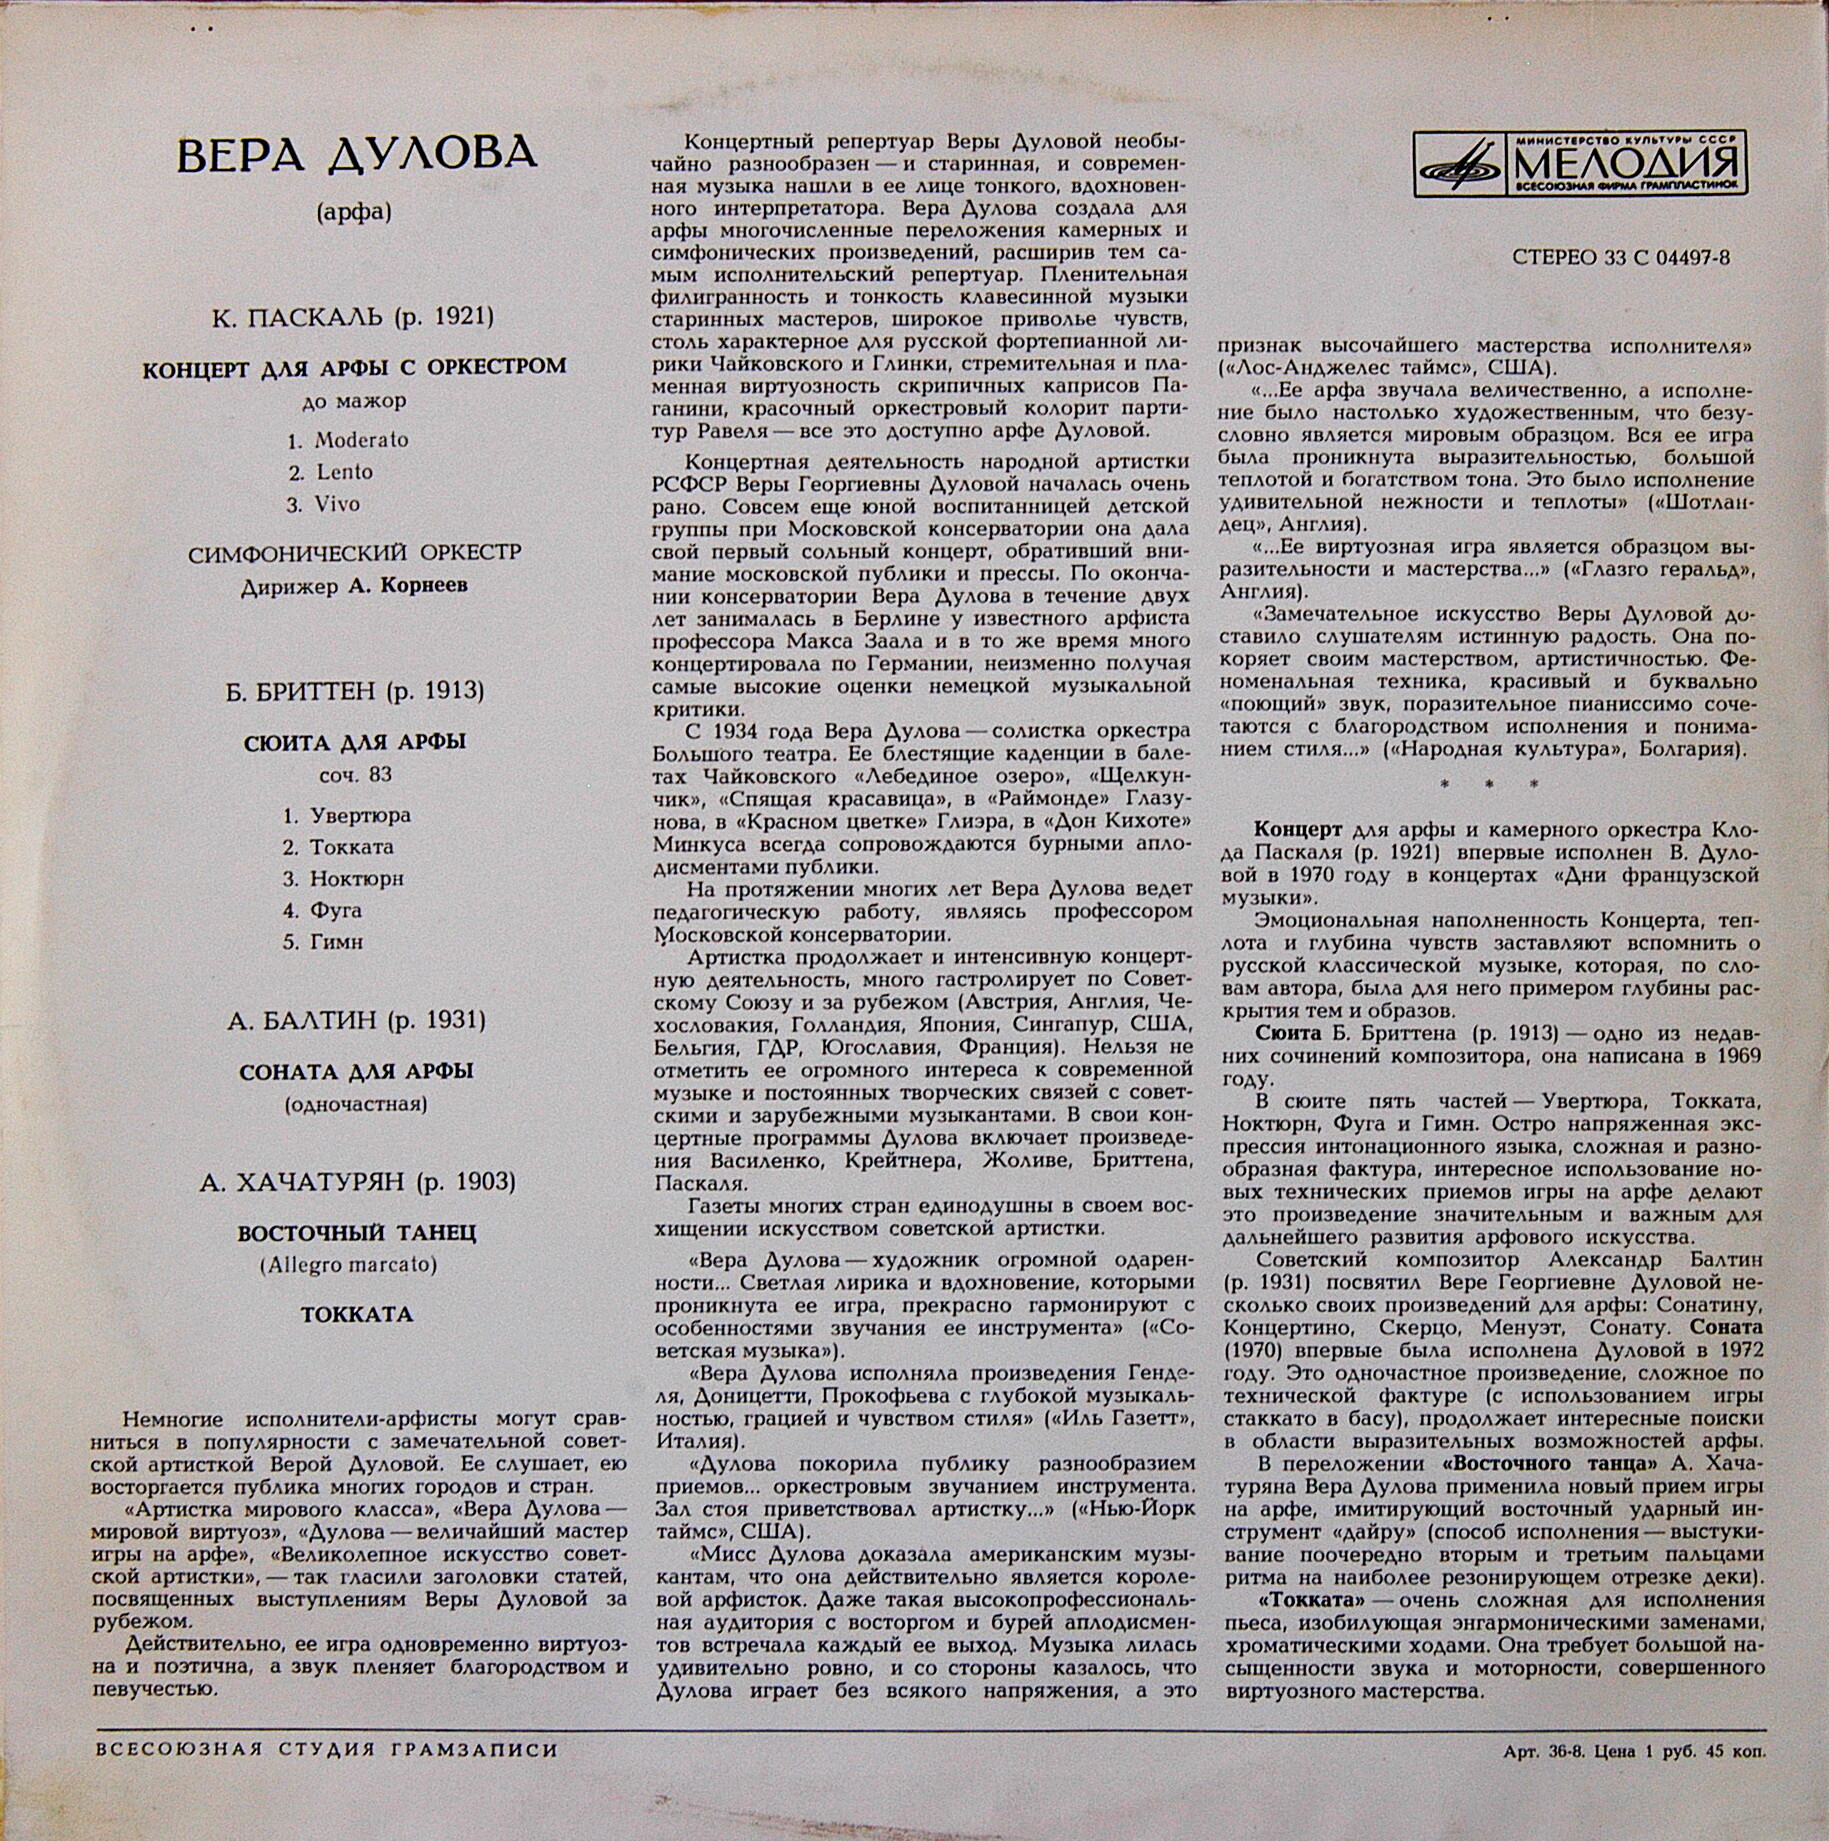 ВЕРА ДУЛОВА
(арфа)
К. ПАСКАЛЬ (р. 1921)
КОНЦЕРТ ДЛЯ АРФЫ С ОРКЕСТРОМ
до мажор
1. Moderato
2. Lento
3. Vivo
СИМФОНИЧЕСКИЙ ОРКЕСТР
Дирижер А. Корнеев
Б. БРИТТЕН (р. 1913)
СЮИТА ДЛЯ АРФЫ
соч. 83
1. Увертюра
2. Токката
3. Ноктюрн
4. Фуга
5. Гимн
А. БАЛТИН (р. 1931)
СОНАТА ДЛЯ АРФЫ
(одночастная)
А. ХАЧАТУРЯН (р. 1903)
ВОСТОЧНЫЙ ТАНЕЦ
(Allegro marcato)
ТОККАТА
Немногие исполнители-арфисты могут срав-
ниться в популярности с замечательной совет-
ской артисткой Верой Дуловой. Ее слушает, ею
восторгается публика многих городов и стран.
«Артистка мирового класса», «Вера Дулова —
мировой виртуоз», «Дулова — величайший мастер
игры на арфе», «Великолепное искусство совет-
ской артистки», — так гласили заголовки статей,
посвященных выступлениям Веры Дуловой за
рубежом.
Действительно, ее игра одновременно виртуоз-
на и поэтична, а звук пленяет благородством и
певучестью.
Концертный репертуар Веры Дуловой необы-
чайно разнообразен — и старинная, и современ-
ная музыка нашли в ее лице тонкого, вдохновен-
ного интерпретатора. Вера Дулова создала для
арфы многочисленные переложения камерных и
симфонических произведений, расширив тем са-
мым исполнительский репертуар. Пленительная
филигранность и тонкость клавесинной музыки
старинных мастеров, широкое приволье чувств,
столь характерное для русской фортепианной ли-
рики Чайковского и Глинки, стремительная и пла-
менная виртуозность скрипичных каприсов Па-
ганини, красочный оркестровый колорит парти-
тур Равеля — все это доступно арфе Дуловой.
Концертная деятельность народной артистки
РСФСР Веры Георгиевны Дуловой началась очень
рано. Совсем еще юной воспитанницей детской
группы при Московской консерватории она дала
свой первый сольный концерт, обративший вни-
мание московской публики и прессы. По оконча-
нии консерватории Вера Дулова в течение двух
лет занималась в Берлине у известного арфиста
профессора Макса Заала и в то же время много
концертировала по Германии, неизменно получая
самые высокие оценки немецкой музыкальной
критики.
С 1934 года Вера Дулова — солистка оркестра
Большого театра. Ее блестящие каденции в бале-
тах Чайковского «Лебединое озеро», «Щелкун-
чик», «Спящая красавица», в «Раймонде» Глазу-
нова, в «Красном цветке» Глиэра, в «Дон Кихоте»
Минкуса всегда сопровождаются бурными апло-
дисментами публики.
На протяжении многих лет Вера Дулова ведет
педагогическую работу, являясь профессором
Московской консерватории.
Артистка продолжает и интенсивную концерт-
ную деятельность, много гастролирует по Совет-
скому Союзу и за рубежом (Австрия, Англия, Че-
хословакия, Голландия, Япония, Сингапур, США,
Бельгия, ГДР, Югославия, Франция). Нельзя не
отметить ее огромного интереса к современной
музыке и постоянных творческих связей с совет-
скими и зарубежными музыкантами. В свои кон-
цертные программы Дулова включает произведе-
ния Василенко, Крейтнера, Жоливе, Бриттена,
Паскаля.
Газеты многих стран единодушны в своем вос-
хищении искусством советской артистки.
«Вера Дулова — художник огромной одарен-
ности... Светлая лирика и вдохновение, которыми
проникнута ее игра, прекрасно гармонируют с
особенностями звучания ее инструмента» («Со-
ветская музыка»).
«Вера Дулова исполняла произведения Генде-
ля, Доницетти, Прокофьева с глубокой музыкаль-
ностью, грацией и чувством стиля» («Иль Газетт»,
Италия).
«Дулова покорила публику разнообразием
приемов... оркестровым звучанием инструмента.
Зал стоя приветствовал артистку...» («Нью-Йорк
таймс», США).
«Мисс Дулова доказала американским музы-
кантам, что она действительно является короле-
вой арфисток. Даже такая высокопрофессиональ-
ная аудитория с восторгом и бурей аплодисмен-
тов встречала каждый ее выход. Музыка лилась
удивительно ровно, и со стороны казалось, что
Дулова играет без всякого напряжения, а это
МИНИСТЕРСТВО КУЛЬТУРЫ СССР
МЕЛОДИЯ
ВСЕСОЮЗНАЯ ФИРМА ГРАМПЛАСТИНОК
СТЕРЕО 33 С 04497-8
признак высочайшего мастерства исполнителя»
(«Лос-Анджелес таймс», США).
«...Ее арфа звучала величественно, а исполне-
ние было настолько художественным, что безу-
словно является мировым образцом. Вся ее игра
была проникнута выразительностью, большой
теплотой и богатством тона. Это было исполнение
удивительной нежности и теплоты» («Шотлан-
дец», Англия).
«...Ее виртуозная игра является образцом вы-
разительности и мастерства...» («Глазго геральд»,
Англия).
«Замечательное искусство Веры Дуловой до-
ставило слушателям истинную радость. Она по-
коряет своим мастерством, артистичностью. Фе-
номенальная техника, красивый и буквально
«поющий» звук, поразительное пианиссимо соче-
таются с благородством исполнения и понима-
нием стиля...» («Народная культура», Болгария).
* * *
Концерт для арфы и камерного оркестра Кло-
да Паскаля (р. 1921) впервые исполнен В. Дуло-
вой в 1970 году в концертах «Дни французской
музыки».
Эмоциональная наполненность Концерта, теп-
лота и глубина чувств заставляют вспомнить о
русской классической музыке, которая, по сло-
вам автора, была для него примером глубины рас-
крытия тем и образов.
Сюита Б. Бриттена (р. 1913) — одно из недав-
них сочинений композитора, она написана в 1969
году.
В сюите пять частей — Увертюра, Токката,
Ноктюрн, Фуга и Гимн. Остро напряженная экс-
прессия интонационного языка, сложная и разно-
образная фактура, интересное использование но-
вых технических приемов игры на арфе делают
это произведение значительным и важным для
дальнейшего развития арфового искусства.
Советский композитор Александр Балтин
(р. 1931) посвятил Вере Георгиевне Дуловой не-
сколько своих произведений для арфы: Сонатину,
Концертино, Скерцо, Менуэт, Сонату. Соната
(1970) впервые была исполнена Дуловой в 1972
году. Это одночастное произведение, сложное по
технической фактуре (с использованием игры
стаккато в басу), продолжает интересные поиски
в области выразительных возможностей арфы.
В переложении «Восточного танца» А. Хача-
туряна Вера Дулова применила новый прием игры
на арфе, имитирующий восточный ударный ин-
струмент «дайру» (способ исполнения — выстуки-
вание поочередно вторым и третьим пальцами
ритма на наиболее резонирующем отрезке деки).
«Токката» — очень сложная для исполнения
пьеса, изобилующая энгармоническими заменами,
хроматическими ходами. Она требует большой на-
сыщенности звука и моторности, совершенного
виртуозного мастерства.
ВСЕСОЮЗНАЯ СТУДИЯ ГРАМЗАПИСИ
Арт. 36-8. Цена 1 руб. 45 коп.